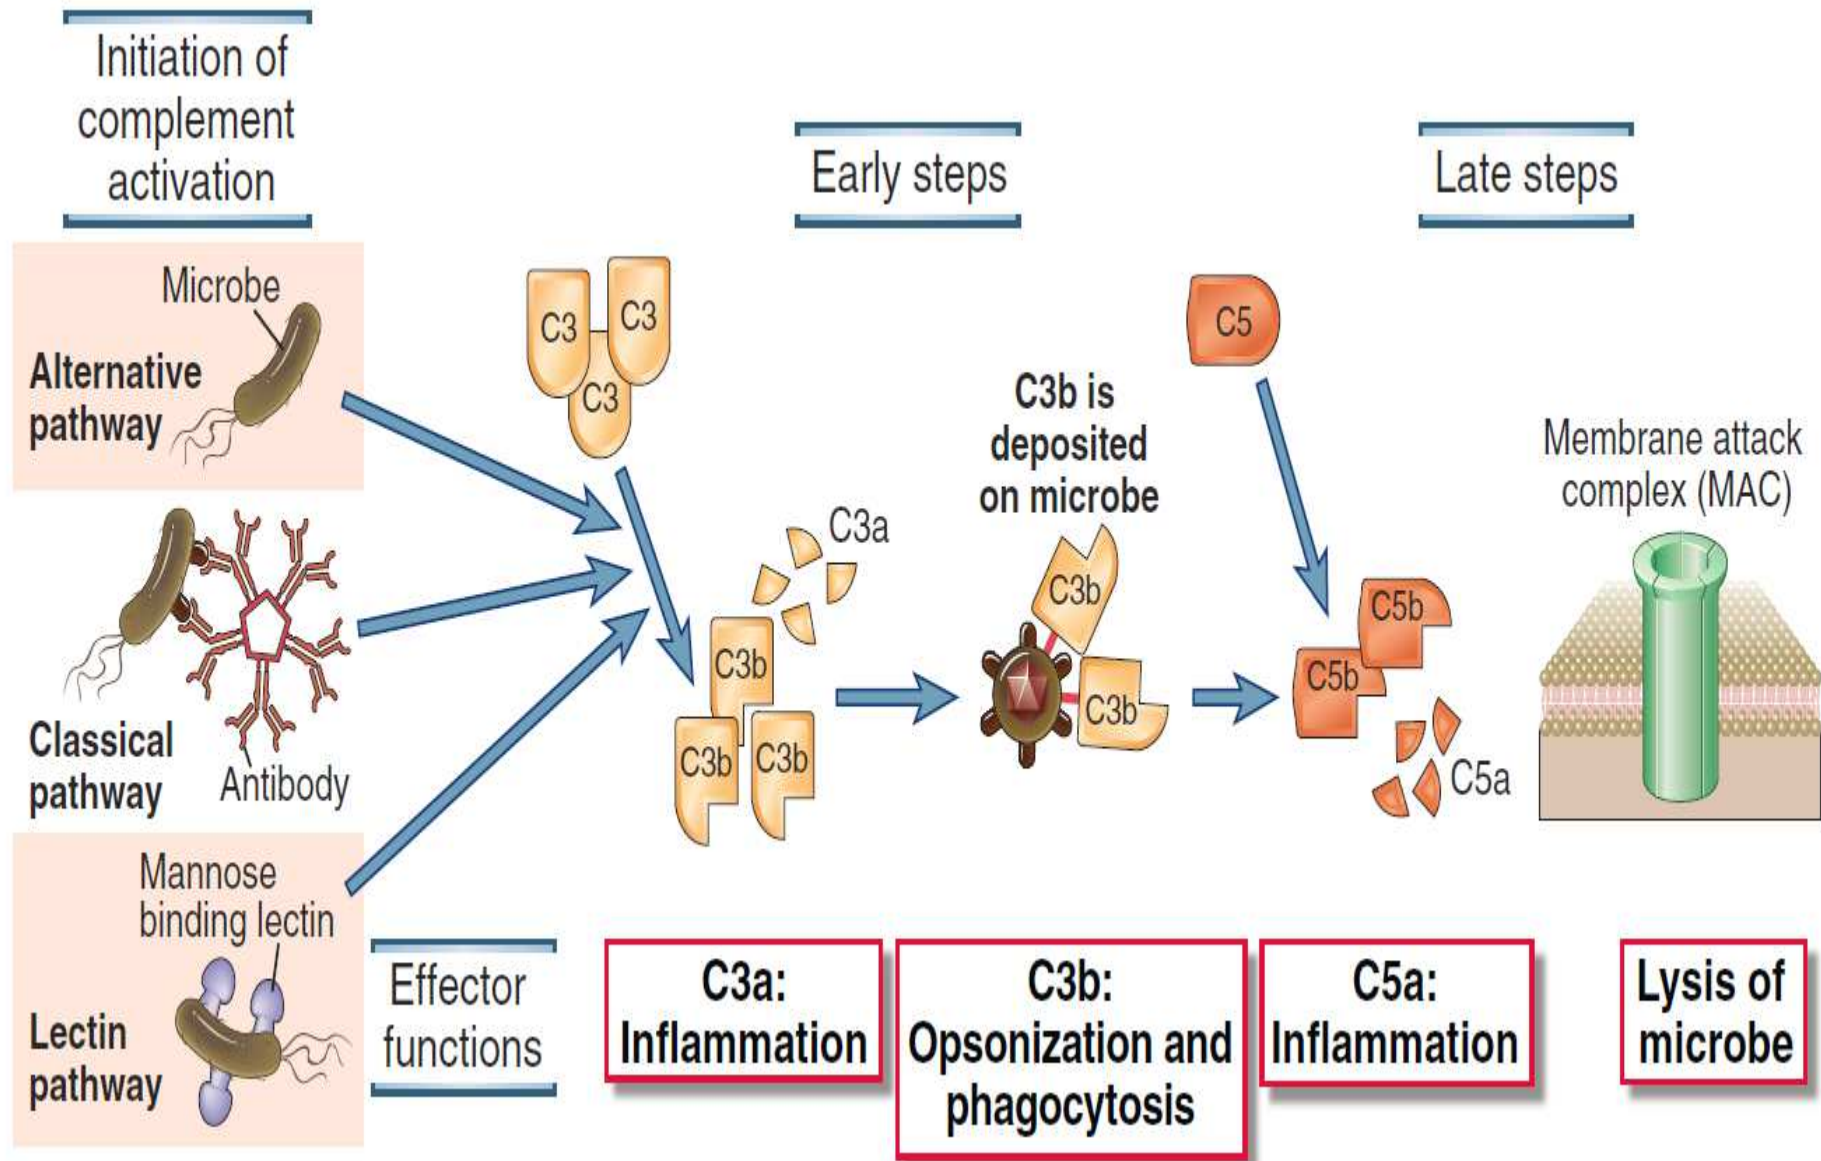 Initiation of
complement
activation
Early steps
Late steps
Microbe
Alternative
pathway
C3
C3
C3
C5
C3b is
deposited
on microbe
Membrane attack
complex (MAC)
C3a
C3b
C3b
C3b
C3b
C3b
C5b
C5b
C5a
Classical
pathway
Antibody
Mannose
binding lectin
Lectin
pathway
Effector
functions
C3a:
Inflammation
C3b:
Opsonization and
phagocytosis
C5a:
Inflammation
Lysis of
microbe